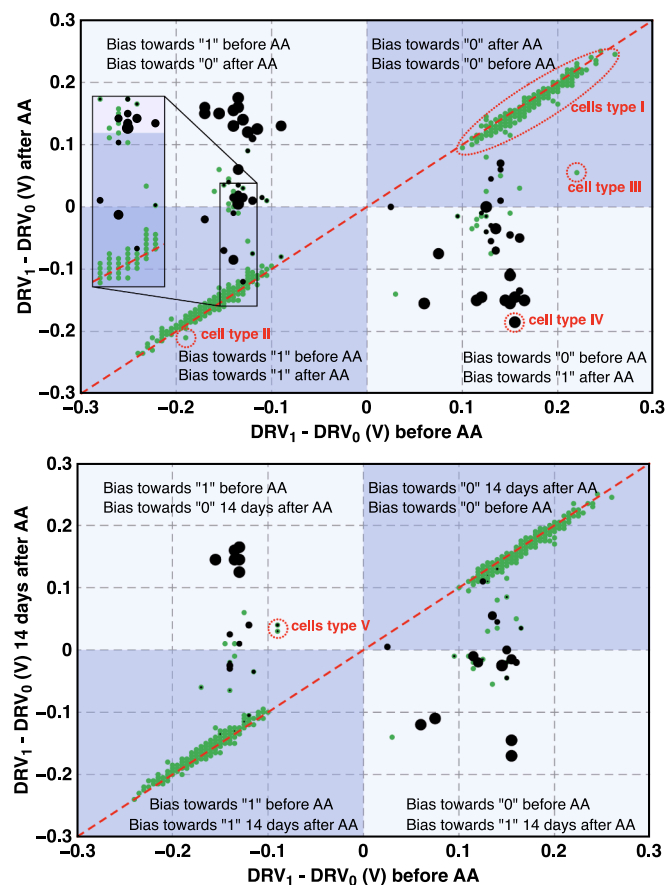 0.3
0.2
0.1
0
−0.1
−0.2
−0.3
DRV1 - DRV0 (V) after AA
Bias towards "1" before AA
Bias towards "0" after AA
Bias towards "0" after AA
Bias towards "0" before AA
cells type I
cell type III
cell type II
cell type IV
Bias towards "1" before AA
Bias towards "1" after AA
Bias towards "0" before AA
Bias towards "1" after AA
−0.3 −0.2 −0.1 0 0.1 0.2 0.3
DRV1 - DRV0 (V) before AA
0.3
0.2
0.1
0
−0.1
−0.2
−0.3
DRV1 - DRV0 (V) 14 days after AA
Bias towards "1" before AA
Bias towards "0" 14 days after AA
Bias towards "0" 14 days after AA
Bias towards "0" before AA
cells type V
Bias towards "1" before AA
Bias towards "1" 14 days after AA
Bias towards "0" before AA
Bias towards "1" 14 days after AA
−0.3 −0.2 −0.1 0 0.1 0.2 0.3
DRV1 - DRV0 (V) before AA